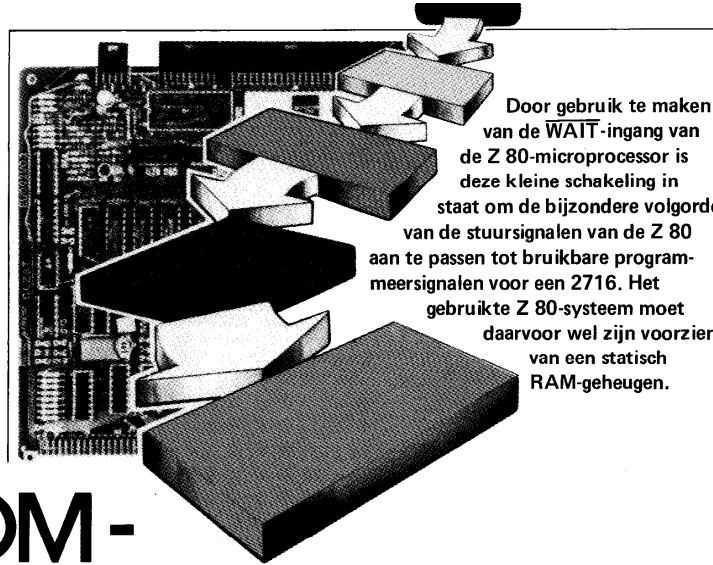 Door gebruik te maken
van de WAIT-ingang van
de Z 80-microprocessor is
deze kleine schakeling in
staat om de bijzondere volgorde
van de stuursignalen van de Z 80
aan te passen tot bruikbare program-
meersignalen voor een 2716. Het
gebruikte Z 80-systeem moet
daarvoor wel zijn voorzien
van een statisch
RAM-geheugen.
OM-